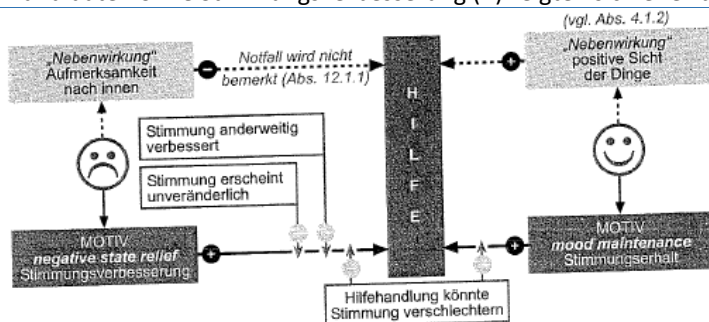 (vgl. Abs. 4.1.2)
„Nebenwirkung“
Aufmerksamkeit
nach innen
Notfall wird nicht
bemerkt (Abs. 12.1.1)
HILFE
„Nebenwirkung“
positive Sicht
der Dinge
Stimmung anderweitig
verbessert
Stimmung erscheint
unveränderlich
MOTIV
negative state relief
Stimmungsverbesserung
MOTIV
mood maintenance
Stimmungserhalt
Hilfehandlung könnte
Stimmung verschlechtern